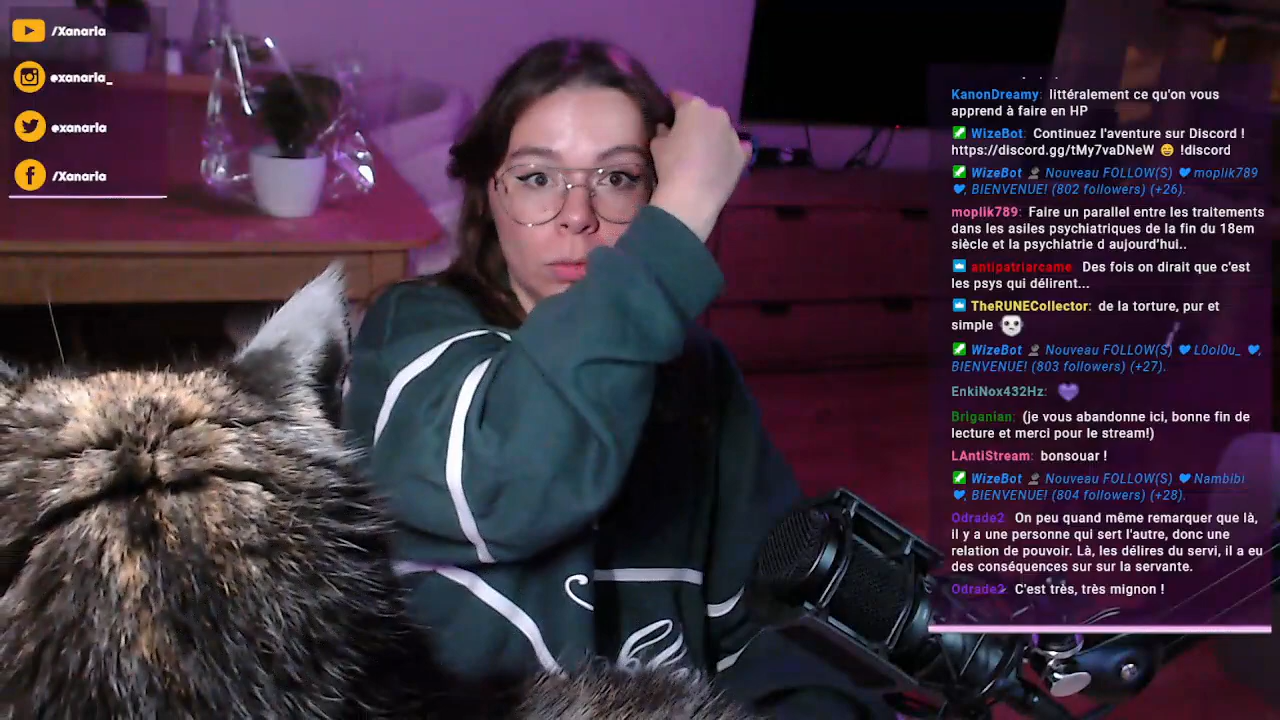 /Xanarla
exanarla_
exanarla
/Xanarla
KanonDreamy: littéralement ce qu'on vous
apprend à faire en HP
WizeBot: Continuez l'aventure sur Discord !
https://discord.gg/tMy7vaDNeW 😄 !discord
WizeBot Nouveau FOLLOW(S) moplik789
, BIENVENUE! (802 followers) (+26).
moplik789: Faire un parallel entre les traitements
dans les asiles psychiatriques de la fin du 18em
siècle et la psychiatrie d aujourd'hui..
antipatriarcame: Des fois on dirait que c'est
les psys qui délirent...
TheRUNECollector: de la torture, pur et
simple
WizeBot Nouveau FOLLOW(S) L0ol0u_ ,
BIENVENUE! (803 followers) (+27).
EnkiNox432Hz: 💜
Briganian: (je vous abandonne ici, bonne fin de
lecture et merci pour le stream!)
LAntiStream: bonsouar !
WizeBot Nouveau FOLLOW(S) Nambibi
, BIENVENUE! (804 followers) (+28).
Odrade2: On peu quand même remarquer que là,
il y a une personne qui sert l'autre, donc une
relation de pouvoir. Là, les délires du servi, il a eu
des conséquences sur sur la servante.
Odrade2: C'est très, très mignon !